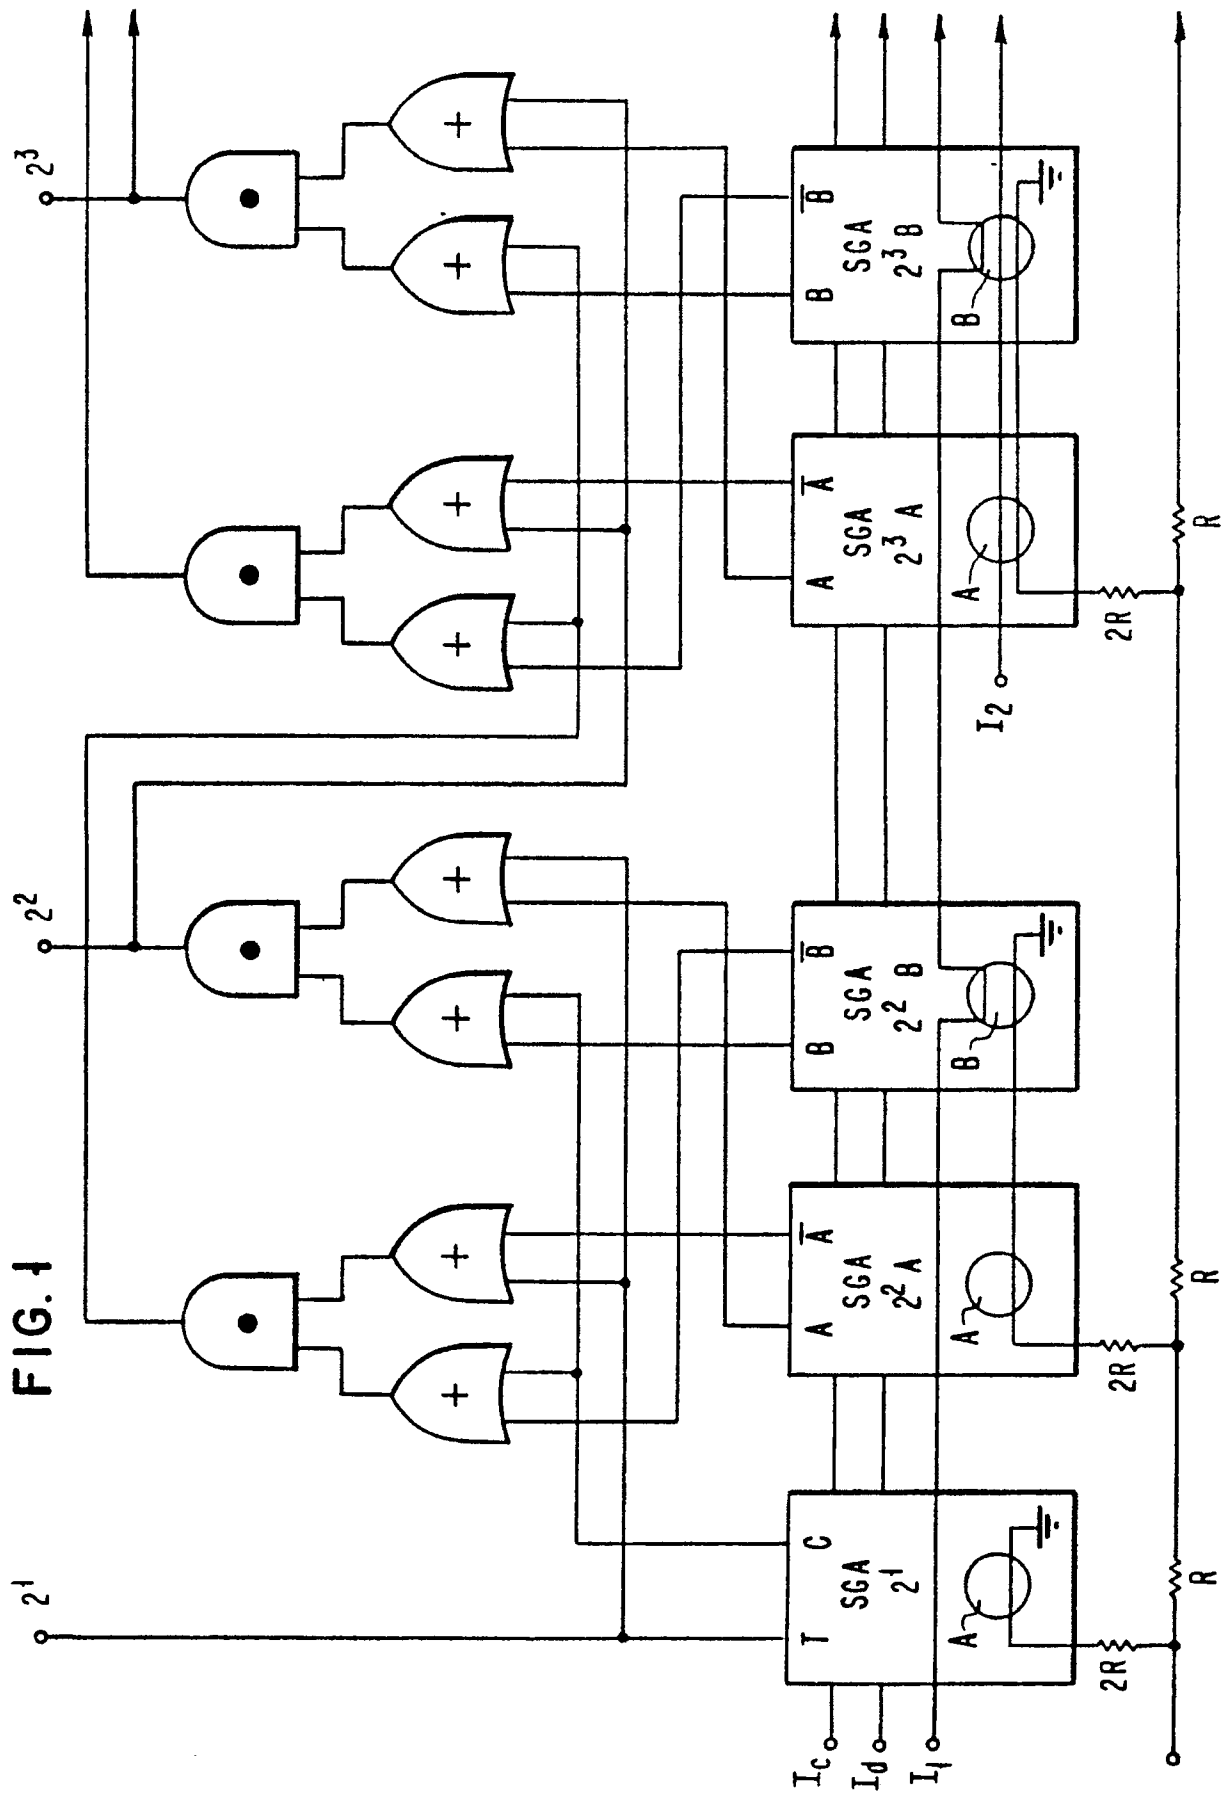 FIG. 1
2¹
2²
2³
+
+
+
+
+
+
+
+
T
C
SGA
2¹
A
A
A̅
SGA
2² A
A
B
B̅
SGA
2² B
B
A
A̅
SGA
2³ A
A
B
B̅
SGA
2³ B
B
I_c
I_d
I_1
I_2
2R
R
2R
R
2R
R